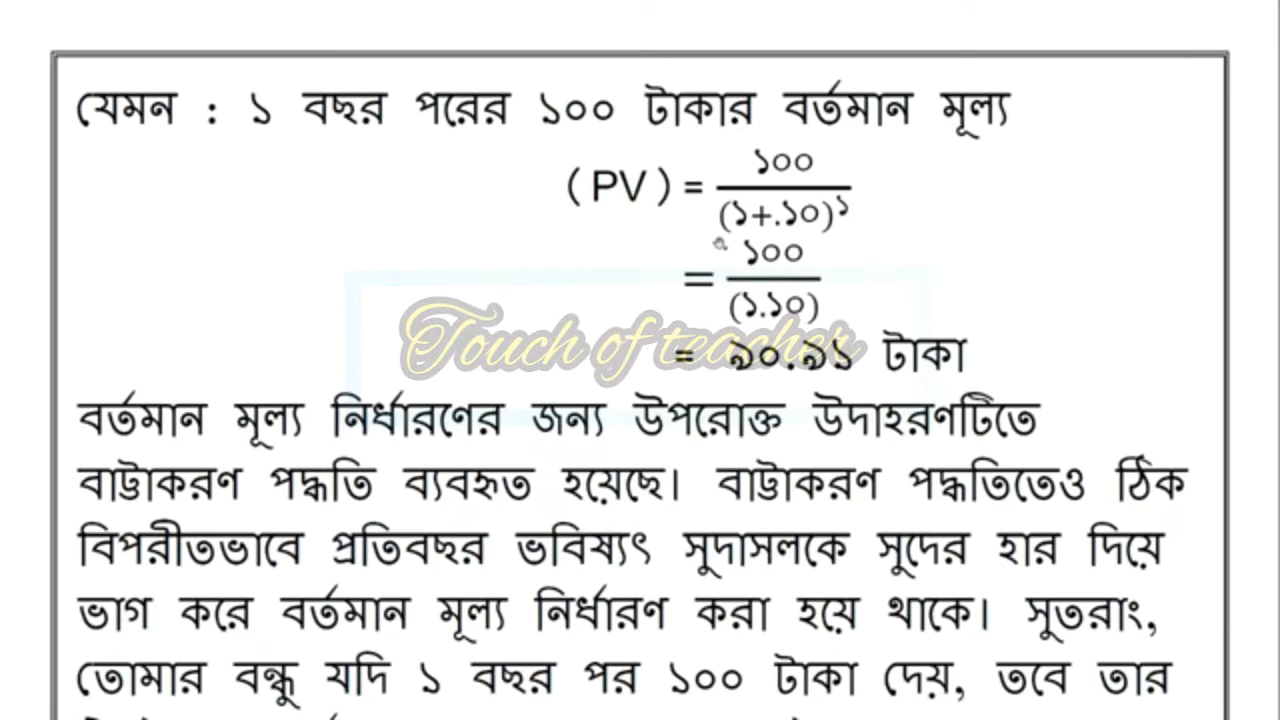 যেমন : ১ বছর পরের ১০০ টাকার বর্তমান মূল্য
(PV) = ১০০/(১+.১০)^১
= ১০০/(১.১০)
= ৯০.৯১ টাকা
Touch of teacher
বর্তমান মূল্য নির্ধারণের জন্য উপরোক্ত উদাহরণটিতে
বাট্টাকরণ পদ্ধতি ব্যবহৃত হয়েছে। বাট্টাকরণ পদ্ধতিতেও ঠিক
বিপরীতভাবে প্রতিবছর ভবিষ্যৎ সুদাসলকে সুদের হার দিয়ে
ভাগ করে বর্তমান মূল্য নির্ধারণ করা হয়ে থাকে। সুতরাং,
তোমার বন্ধু যদি ১ বছর পর ১০০ টাকা দেয়, তবে তার